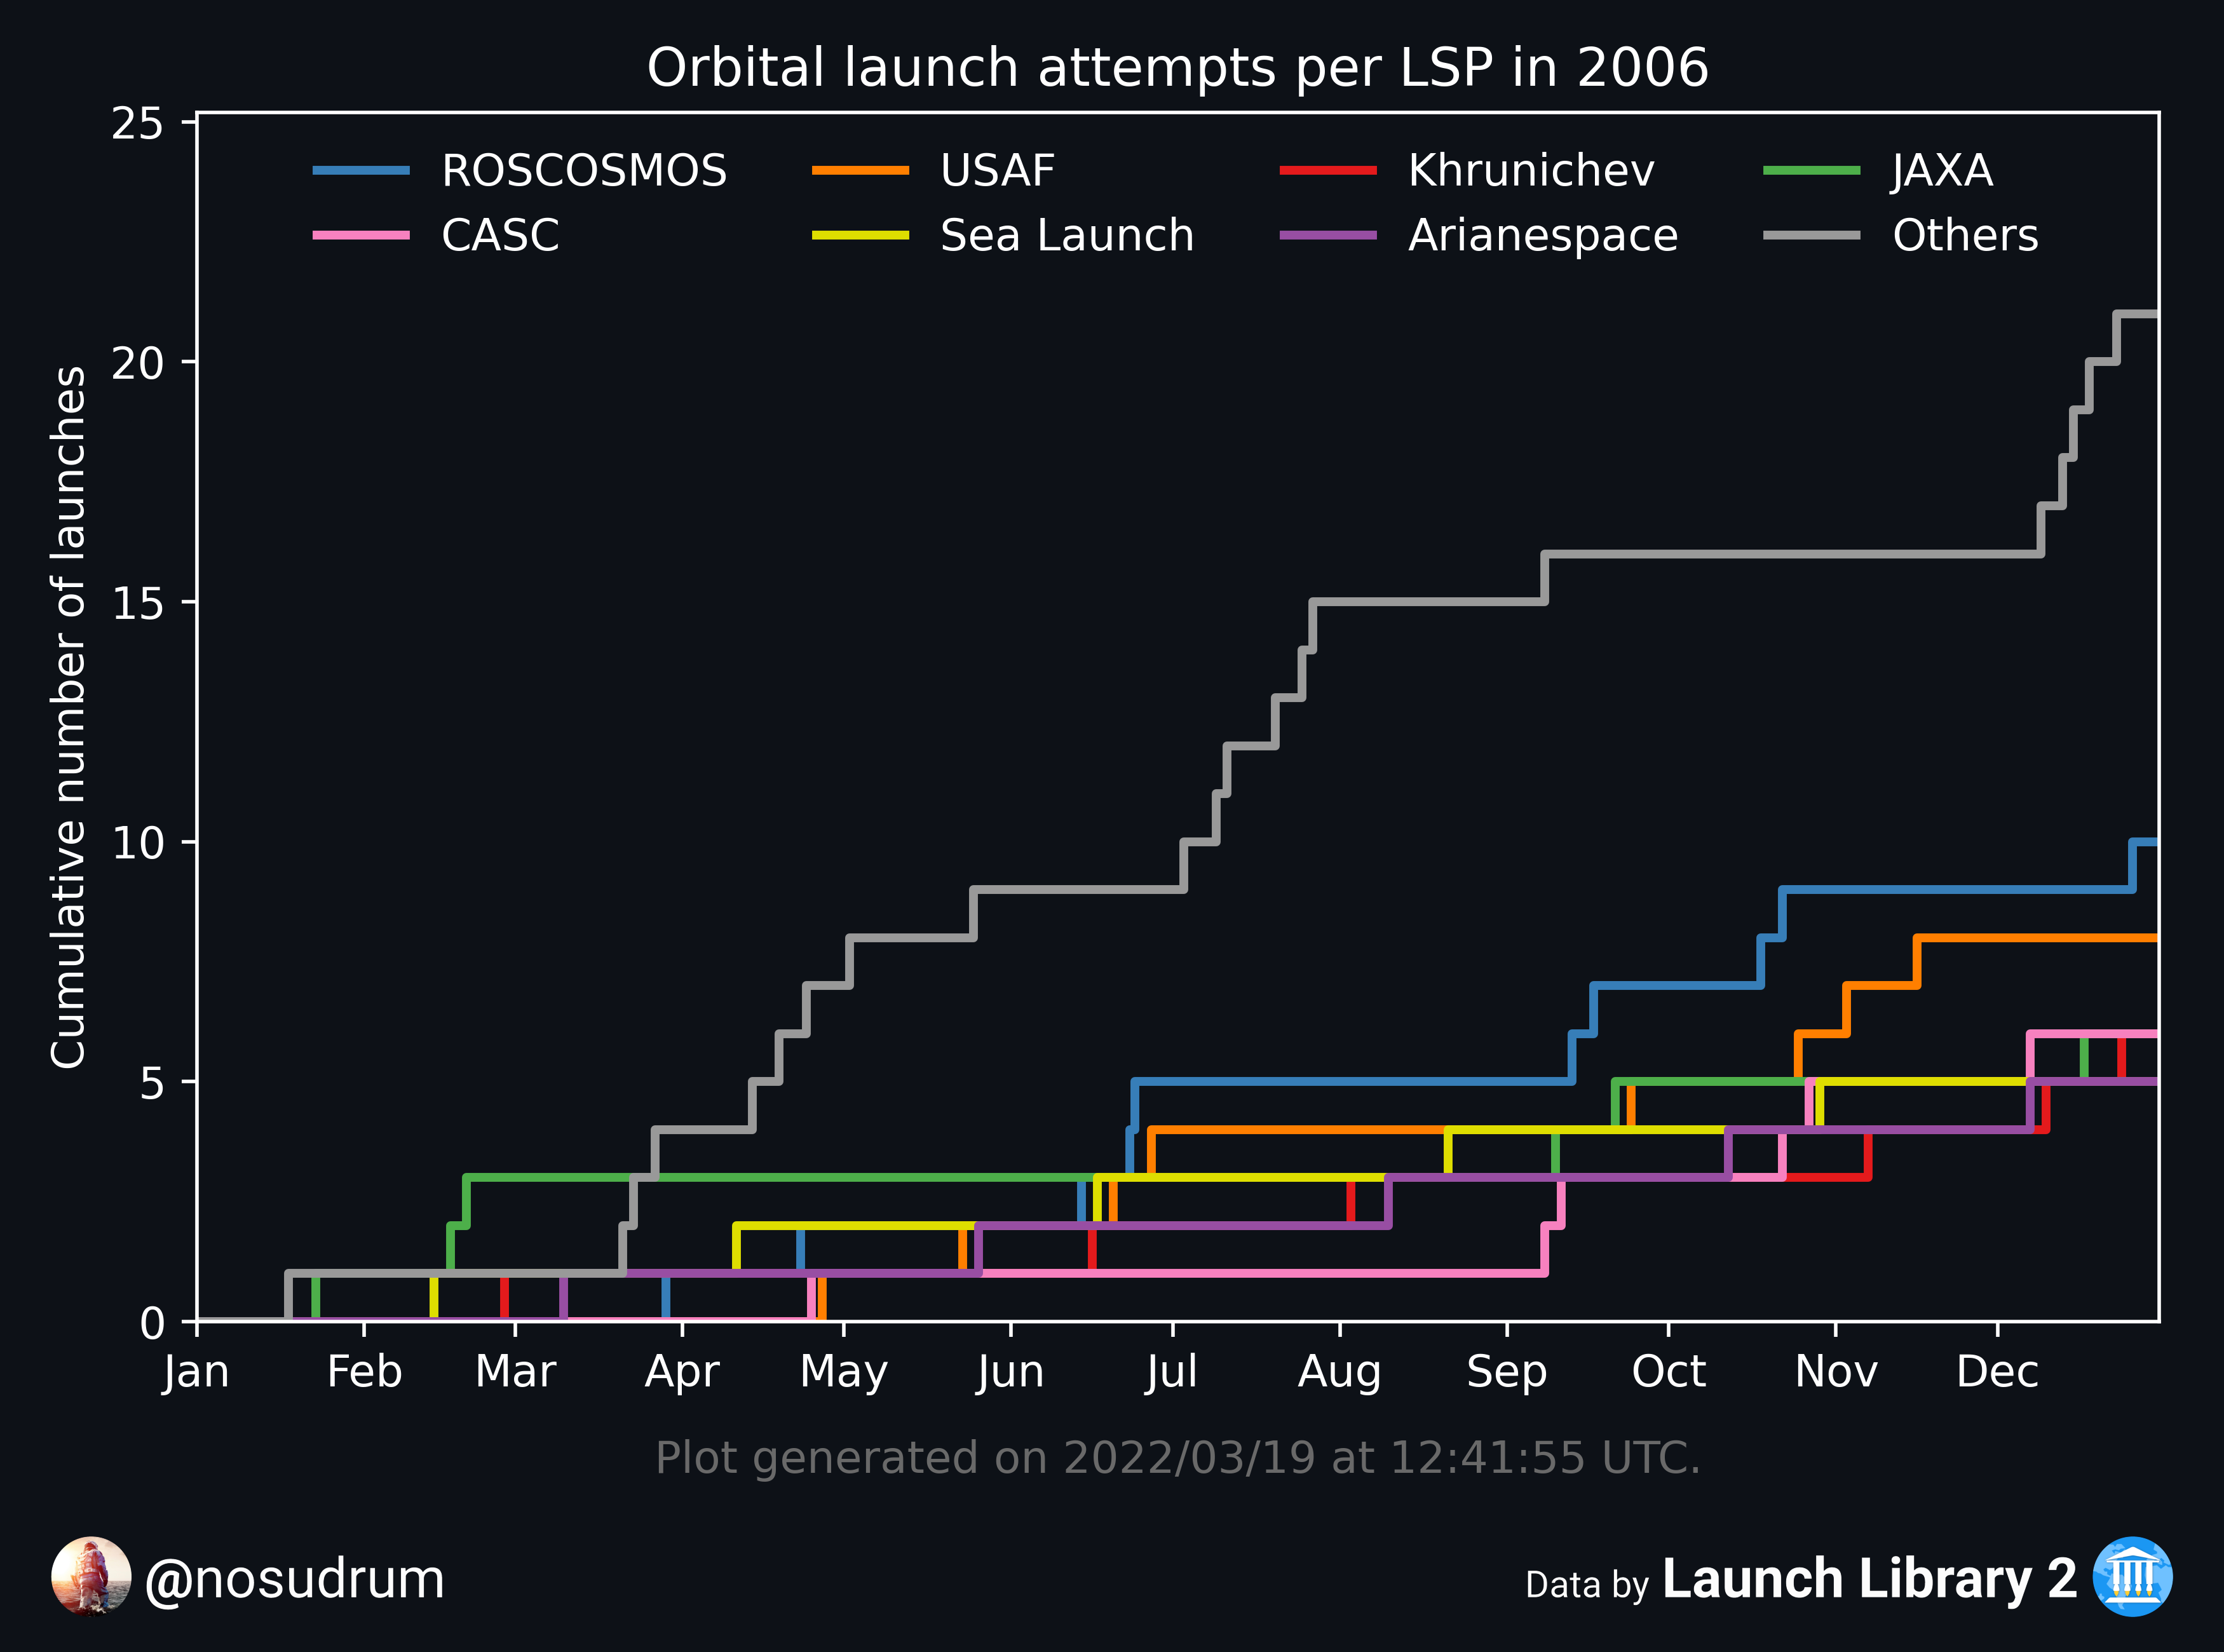 Orbital launch attempts per LSP in 2006
25
20
15
10
5
0
Cumulative number of launches
ROSCOSMOS
CASC
USAF
Sea Launch
Khrunichev
Arianespace
JAXA
Others
Jan Feb Mar Apr May Jun Jul Aug Sep Oct Nov Dec
Plot generated on 2022/03/19 at 12:41:55 UTC.
@nosudrum
Data by Launch Library 2